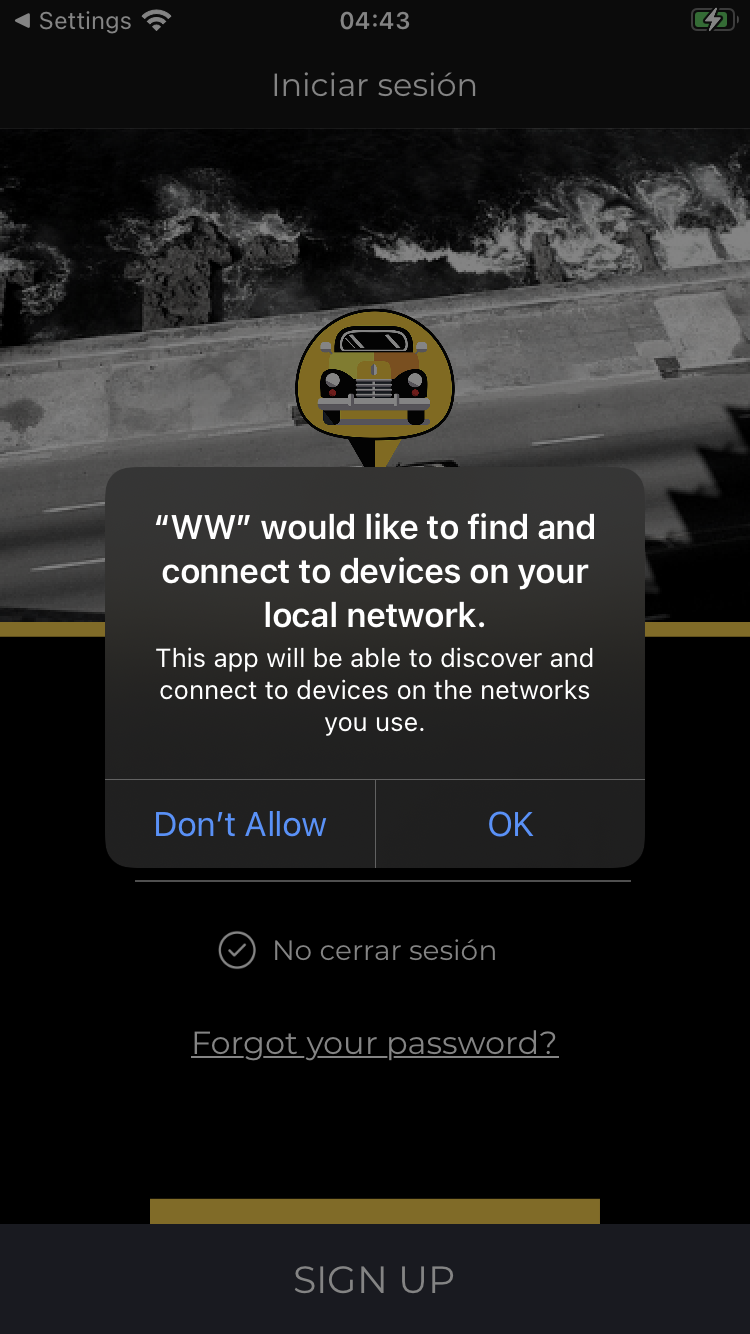 Settings
04:43
Iniciar sesión
“WW” would like to find and
connect to devices on your
local network.
This app will be able to discover and
connect to devices on the networks
you use.
Don’t Allow
OK
No cerrar sesión
Forgot your password?
SIGN UP